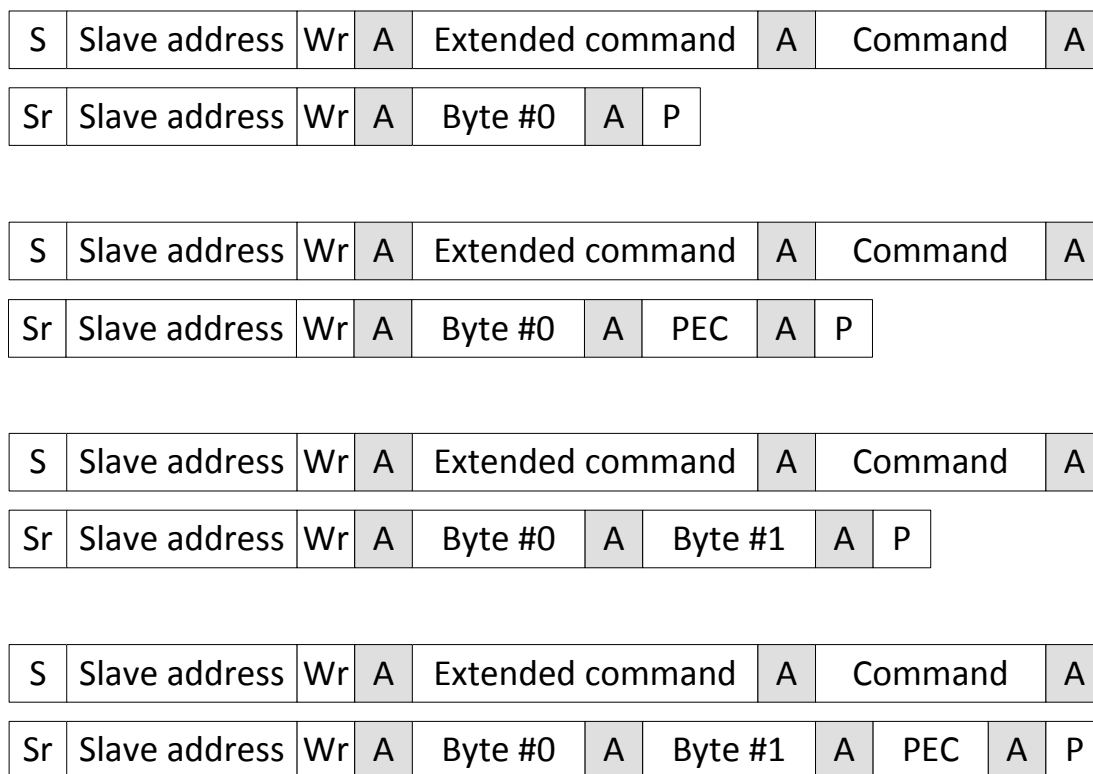 S Slave address Wr A Extended command A Command A
Sr Slave address Wr A Byte #0 A P
S Slave address Wr A Extended command A Command A
Sr Slave address Wr A Byte #0 A PEC A P
S Slave address Wr A Extended command A Command A
Sr Slave address Wr A Byte #0 A Byte #1 A P
S Slave address Wr A Extended command A Command A
Sr Slave address Wr A Byte #0 A Byte #1 A PEC A P